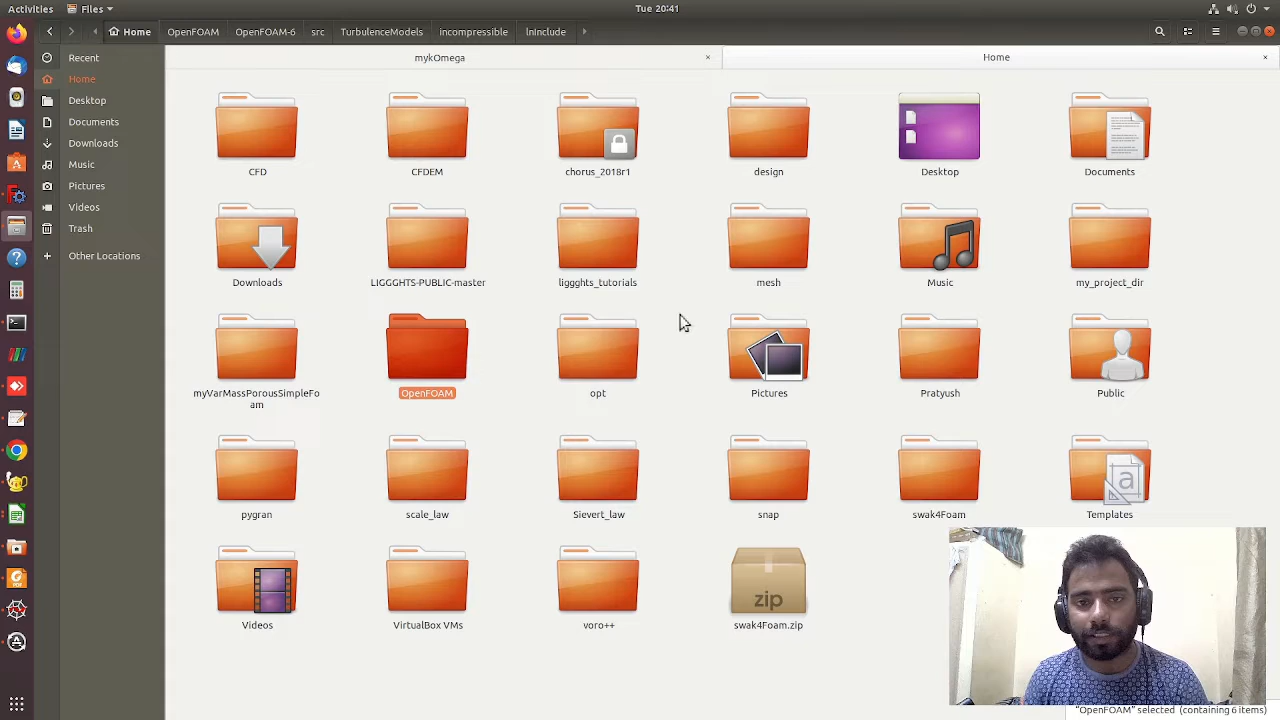 Activities Files Tue 20:41
Home OpenFOAM OpenFOAM-6 src TurbulenceModels incompressible lnInclude
mykOmega Home
Recent
Home
Desktop
Documents
Downloads
Music
Pictures
Videos
Trash
Other Locations
CFD CFDEM chorus_2018r1 design Desktop Documents
Downloads LIGGGHTS-PUBLIC-master liggghts_tutorials mesh Music my_project_dir
myVarMassPorousSimpleFo
am OpenFOAM opt Pictures Pratyush Public
pygran scale_law Sievert_law snap swak4Foam Templates
zip
Videos VirtualBox VMs voro++ swak4Foam.zip
"OpenFOAM" selected (containing 6 items)